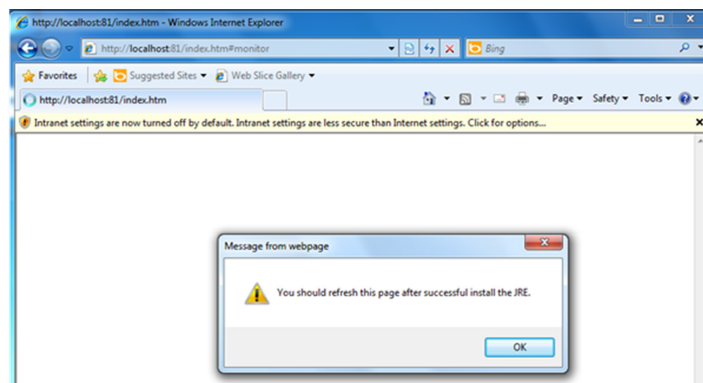 http://localhost:81/index.htm - Windows Internet Explorer
http://localhost:81/index.htm#monitor
Bing
Favorites
Suggested Sites
Web Slice Gallery
http://localhost:81/index.htm
Page
Safety
Tools
Intranet settings are now turned off by default. Intranet settings are less secure than Internet settings. Click for options...
Message from webpage
You should refresh this page after successful install the JRE.
OK